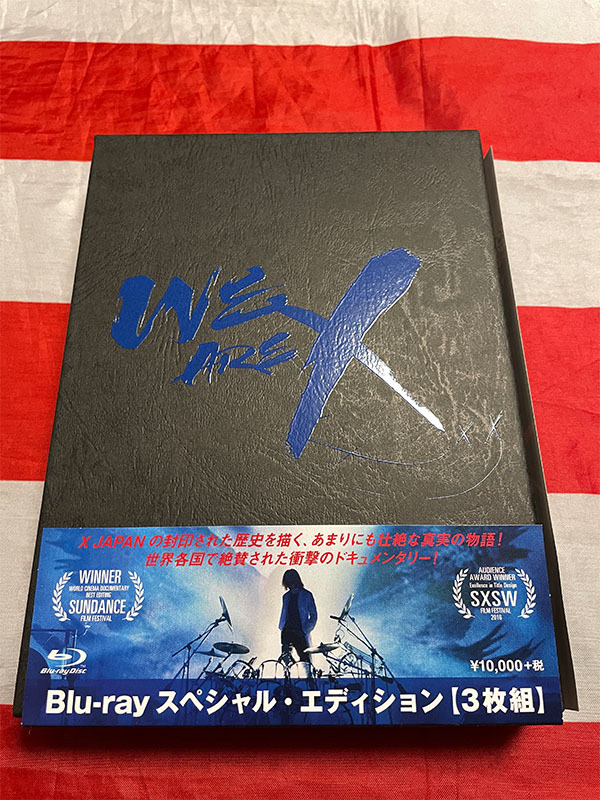 WE
ARE X
X JAPANの封印された歴史を描く、あまりにも壮絶な真実の物語!
世界各国で絶賛された衝撃のドキュメンタリー!
WINNER
WORLD CINEMA DOCUMENTARY
BEST EDITING
SUNDANCE
FILM FESTIVAL
AUDIENCE
AWARD WINNER
Excellence in Title Design
SXSW
FILM FESTIVAL
2016
Blu-ray Disc
¥10,000+税
Blu-ray スペシャル・エディション【3枚組】